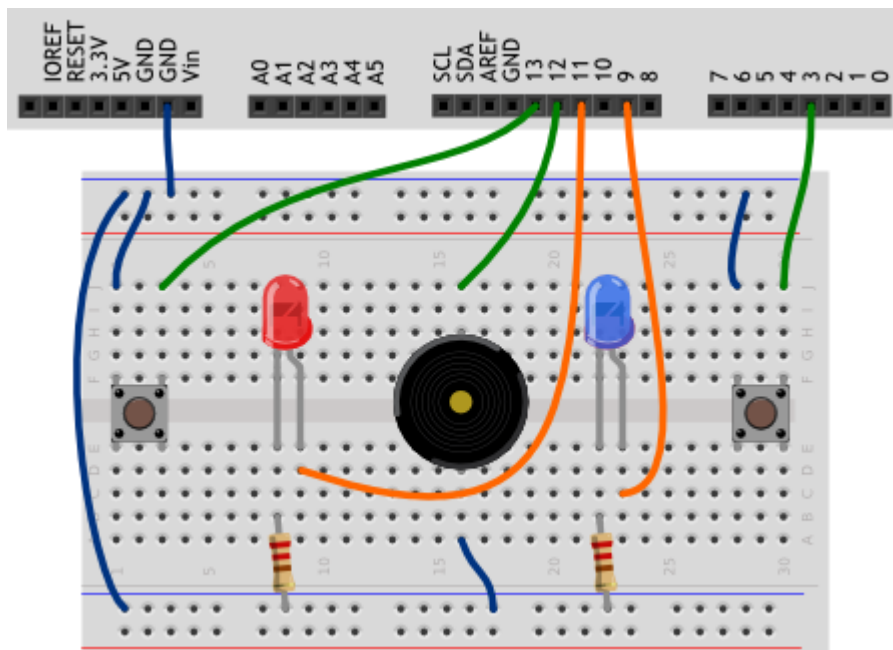 IOREF
RESET
3.3V
5V
GND
GND
Vin
A0
A1
A2
A3
A4
A5
SCL
SDA
AREF
GND
13
12
11
10
9
8
7
6
5
4
3
2
1
0
5 10 15 20 25
J J
I I
H H
G G
F F
E E
D D
C C
B
A A
1 5 10 15 20 25 30